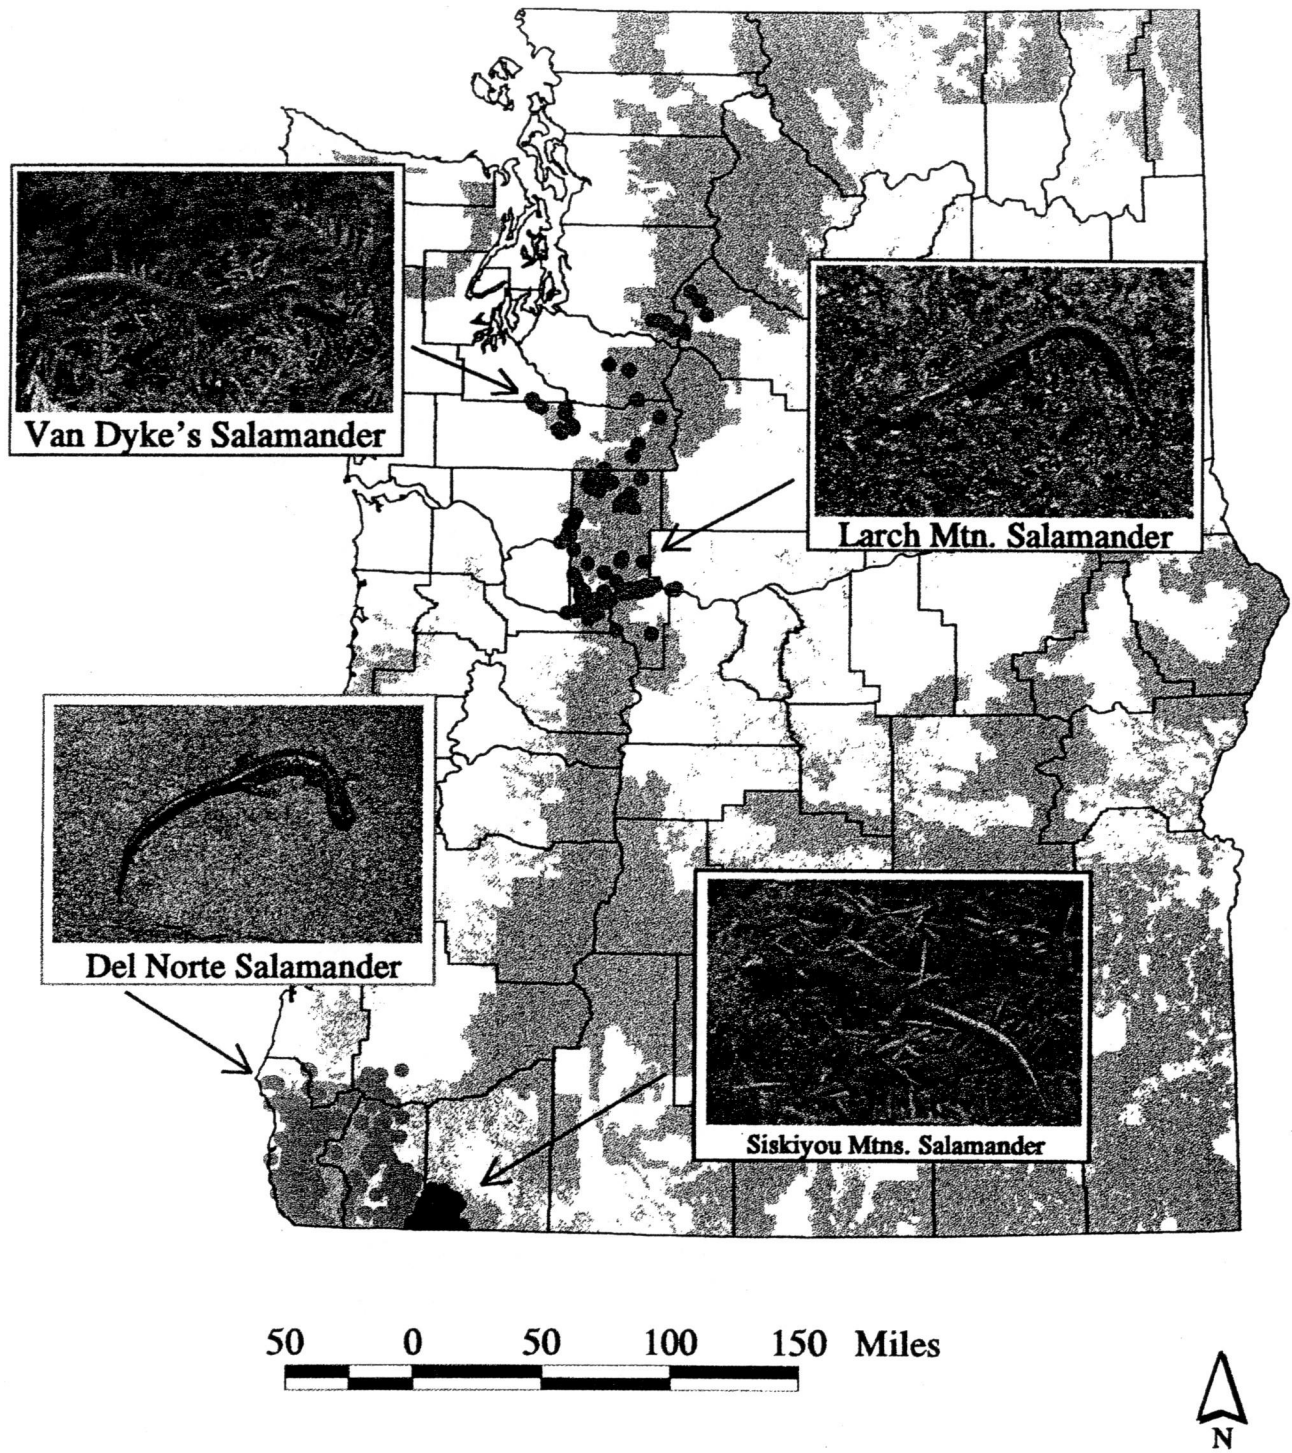 Van Dyke's Salamander
Larch Mtn. Salamander
Del Norte Salamander
Siskiyou Mtns. Salamander
50 0 50 100 150 Miles
N